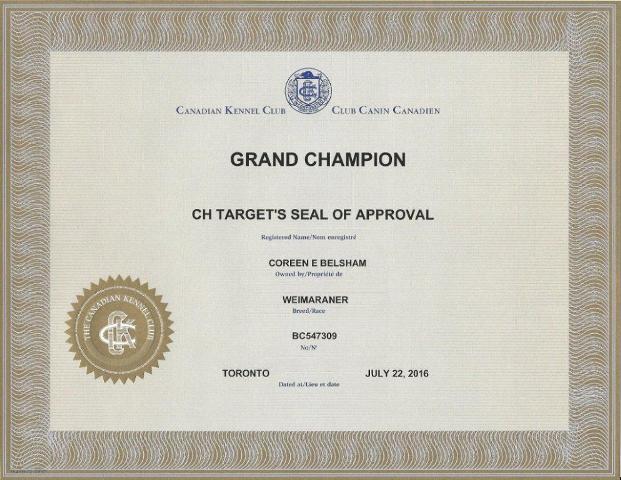 CANADIAN KENNEL CLUB CLUB CANIN CANADIEN
GRAND CHAMPION
CH TARGET'S SEAL OF APPROVAL
Registered Name/Nom enregistré
COREEN E BELSHAM
Owned by/Propriété de
WEIMARANER
Breed/Race
BC547309
No/Nº
TORONTO JULY 22, 2016
Dated at/Lieu et date
THE CANADIAN KENNEL CLUB
CKC